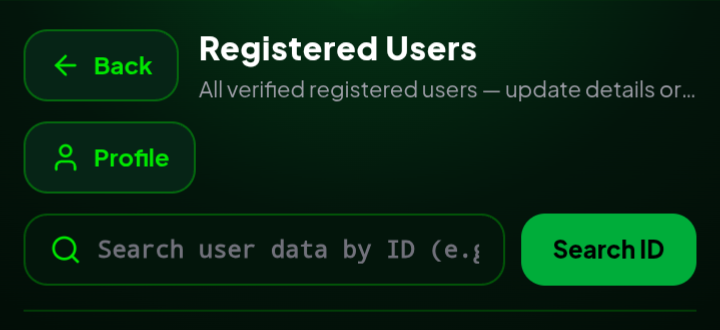 Back
Registered Users
All verified registered users — update details or...
Profile
Search user data by ID (e.g
Search ID